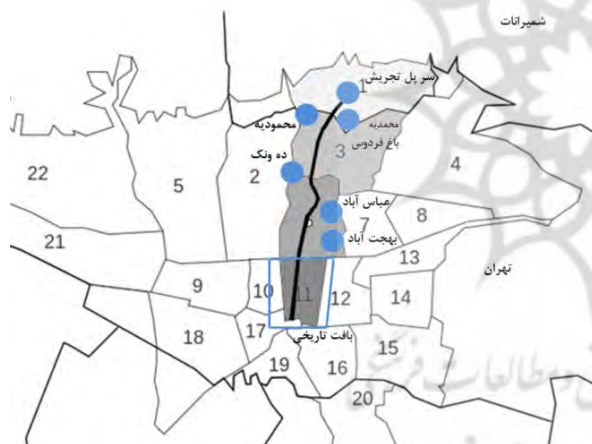 شمیرانات
سر پل تجریش
1
محمودیه
محمدیه
باغ فردوس
3
ده ونک
4
22
5
2
عباس آباد
7
8
بهجت آباد
21
13
تهران
9
10
11
12
14
18
17
بافت تاریخی
15
19
16
20
و مطالعات فرهنگی